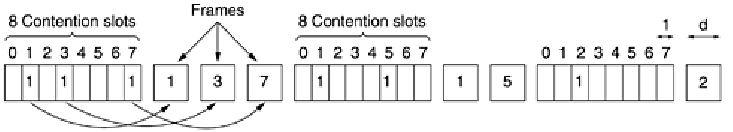 Frames
8 Contention slots 8 Contention slots 1 d
0 1 2 3 4 5 6 7 0 1 2 3 4 5 6 7 0 1 2 3 4 5 6 7
1 1 1 1 3 7 1 1 1 5 1 2